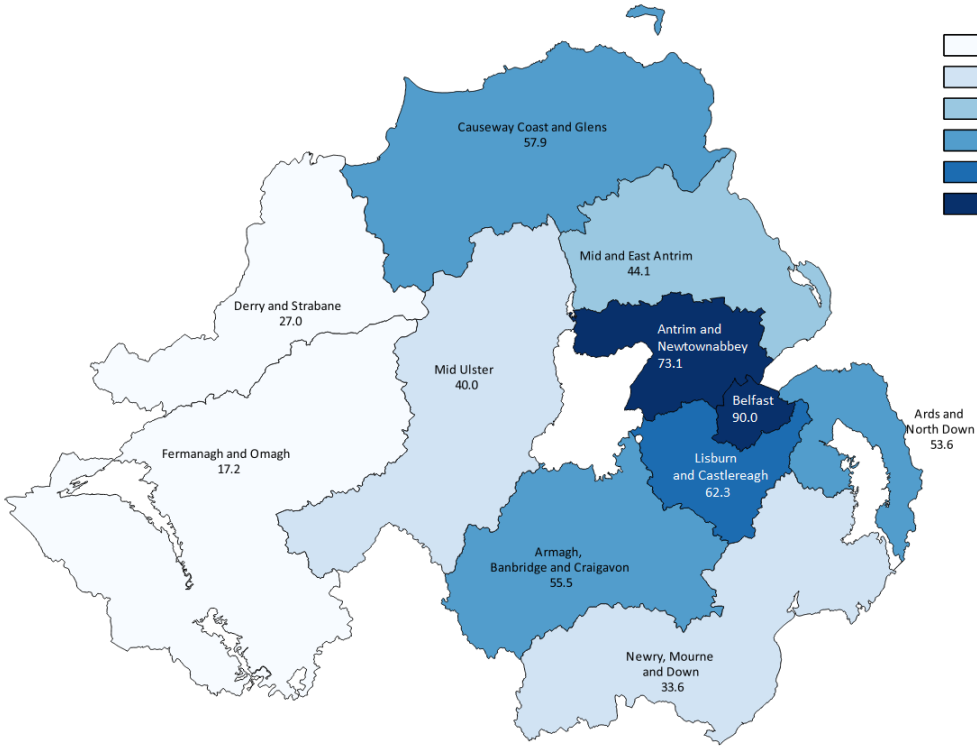 Causeway Coast and Glens
57.9
Mid and East Antrim
44.1
Derry and Strabane
27.0
Antrim and
Newtownabbey
73.1
Mid Ulster
40.0
Belfast
90.0
Ards and
North Down
53.6
Fermanagh and Omagh
17.2
Lisburn
and Castlereagh
62.3
Armagh,
Banbridge and Craigavon
55.5
Newry, Mourne
and Down
33.6